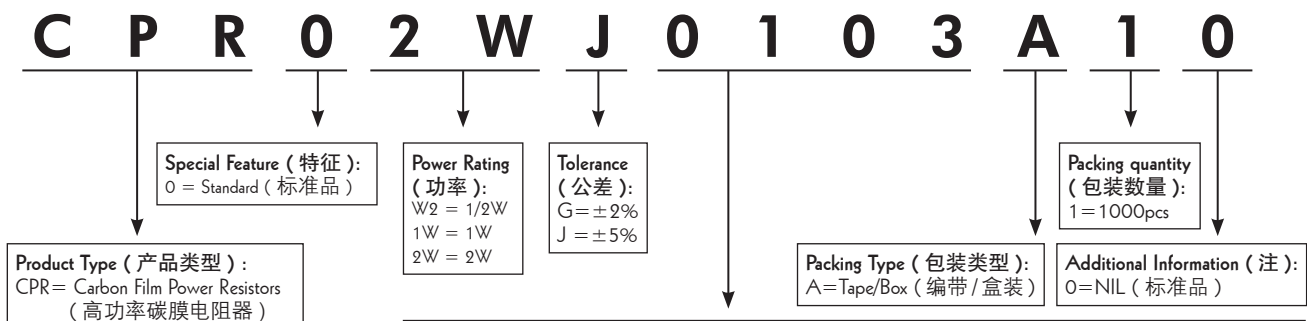 C P R 0 2 W J 0 1 0 3 A 1 0
Special Feature ( 特征 ):
0 = Standard ( 标准品 )
Power Rating
( 功率 ):
W2 = 1/2W
1W = 1W
2W = 2W
Tolerance
( 公差 ):
G=±2%
J =±5%
Packing quantity
( 包装数量 ):
1=1000pcs
Product Type ( 产品类型 ) :
CPR= Carbon Film Power Resistors
( 高功率碳膜电阻器 )
Packing Type ( 包装类型 ):
A=Tape/Box ( 编带 / 盒装 )
Additional Information ( 注 ):
0=NIL ( 标准品 )